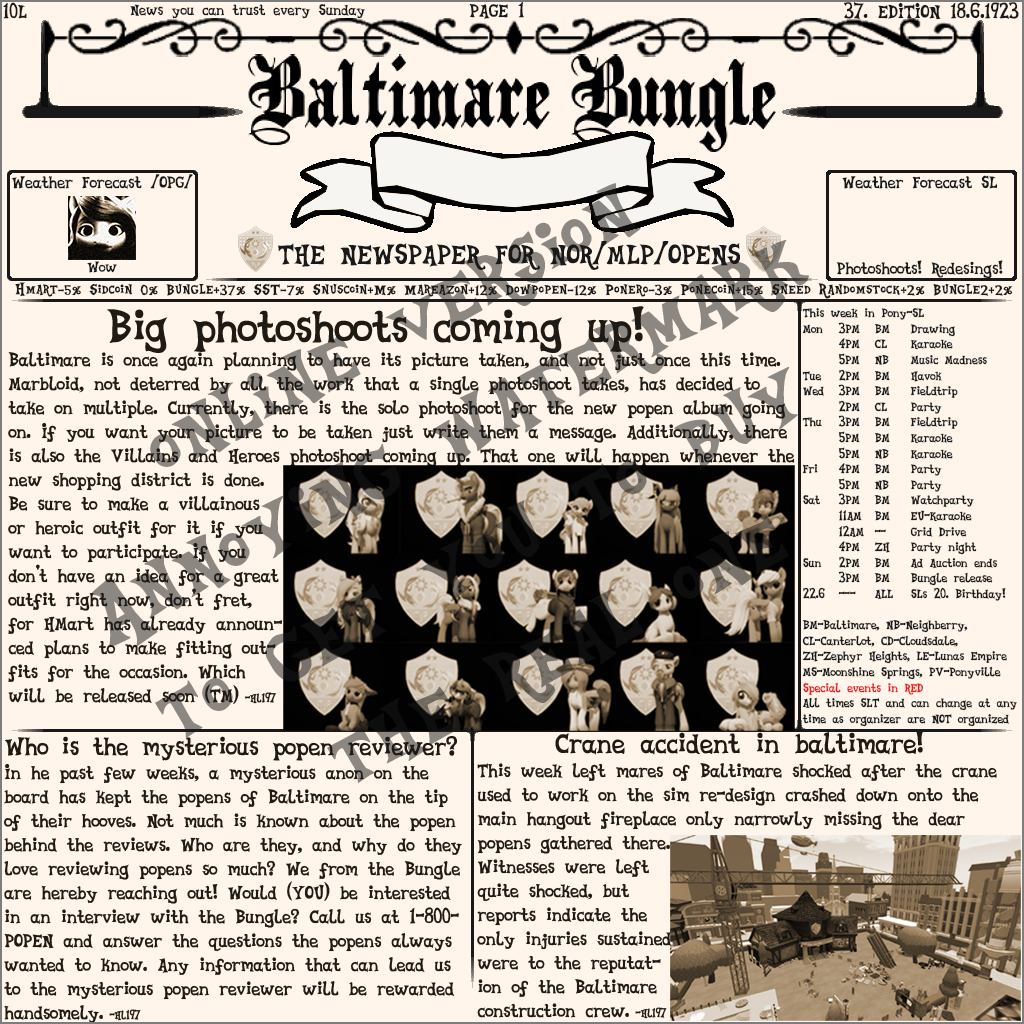 10L
News you can trust every Sunday
PAGE 1
37. EDITION 18.6.1923
Baltimare Bungle
Weather Forecast /OPG/
Wow
Weather Forecast SL
Photoshoots! Redesings!
THE NEWSPAPER FOR NOR/MLP/OPENS
HMART-5% SIDCOIN 0% BUNGLE+37% SST-7% SNUSCOIN+M% MAREAZON+12% DOWPOPEN-12% PONERO-3% PONECOIN+15% SNEED RANDOMSTOCK+2% BUNGLE2+2%
Big photoshoots coming up!
Baltimare is once again planning to have its picture taken, and not just once this time.
Marbloid, not deterred by all the work that a single photoshoot takes, has decided to
take on multiple. Currently, there is the solo photoshoot for the new popen album going
on. if you want your picture to be taken just write them a message. Additionally, there
is also the Villains and Heroes photoshoot coming up. That one will happen whenever the
new shopping district is done.
Be sure to make a villainous
or heroic outfit for it if you
want to participate. if you
don't have an idea for a great
outfit right now, don't fret,
for HMart has already announ-
ced plans to make fitting out-
fits for the occasion. Which
will be released soon (TM) -HL197
This week in Pony-SL
Mon 3PM BM Drawing
4PM CL Karaoke
5PM NB Music Madness
Tue 2PM BM Havok
Wed 3PM BM Fieldtrip
2PM CL Party
Thu 3PM BM Fieldtrip
5PM BM Karaoke
5PM NB Karaoke
Fri 4PM BM Party
5PM NB Party
Sat 3PM BM Watchparty
11AM BM EU-Karaoke
12AM --- Grid Drive
4PM ZH Party night
Sun 2PM BM Ad Auction ends
3PM BM Bungle release
22.6 ---- ALL SLs 20. Birthday!
BM-Baltimare, NB-Neighberry,
CL-Canterlot, CD-Cloudsdale,
ZH-Zephyr Heights, LE-Lunas Empire
MS-Moonshine Springs, PV-Ponyville
Special events in RED
All times SLT and can change at any
time as organizer are NOT organized
Who is the mysterious popen reviewer?
in he past few weeks, a mysterious anon on the
board has kept the popens of Baltimare on the tip
of their hooves. Not much is known about the popen
behind the reviews. Who are they, and why do they
love reviewing popens so much? We from the Bungle
are hereby reaching out! Would (YOU) be interested
in an interview with the Bungle? Call us at 1-800-
POPEN and answer the questions the popens always
wanted to know. Any information that can lead us
to the mysterious popen reviewer will be rewarded
handsomely. -HL197
Crane accident in baltimare!
This week left mares of Baltimare shocked after the crane
used to work on the sim re-design crashed down onto the
main hangout fireplace only narrowly missing the dear
popens gathered there.
Witnesses were left
quite shocked, but
reports indicate the
only injuries sustained
were to the reputat-
ion of the Baltimare
construction crew. -HL197
ONLINE VERSION
ANNOYING WATERMARK
TO GET YOU TO BUY
THE REAL ONE